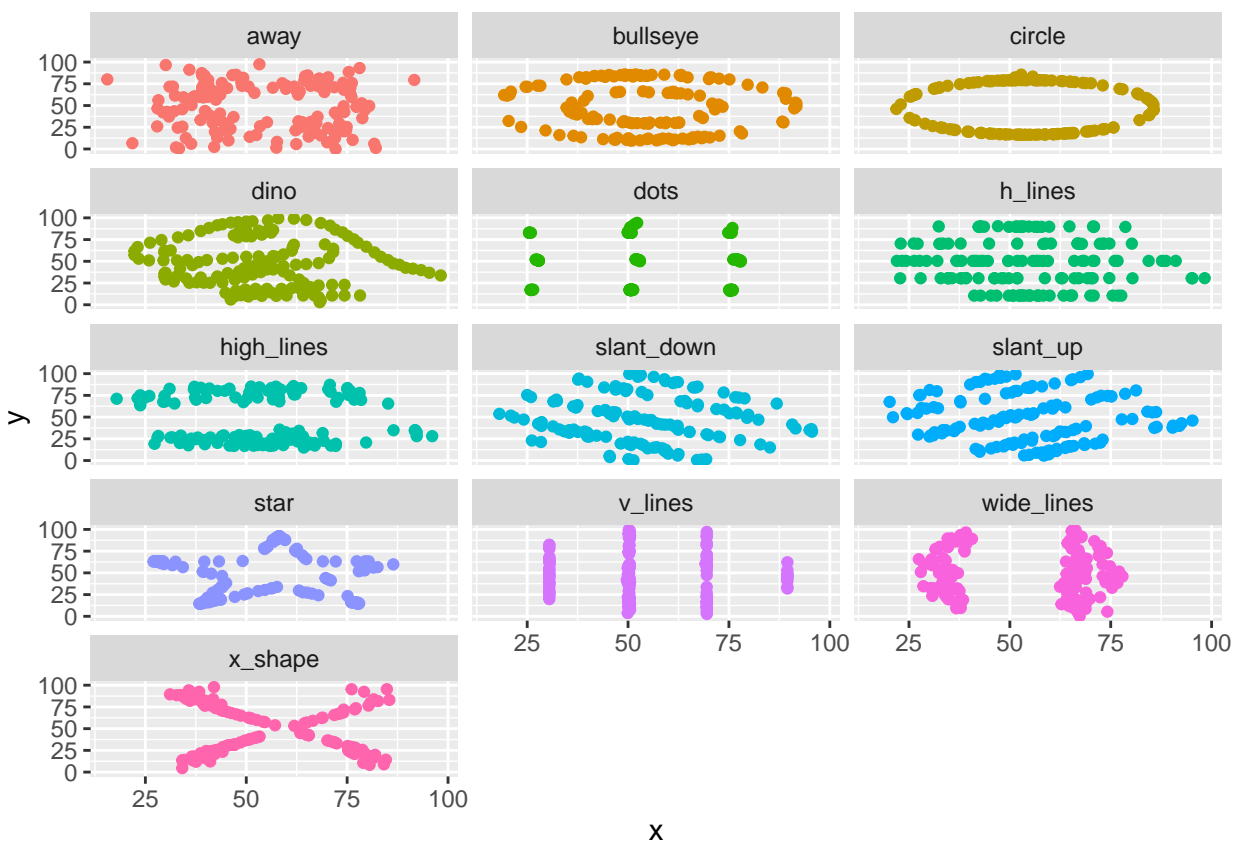 away bullseye circle
100
75
50
25
0
dino dots h_lines
100
75
50
25
0
high_lines slant_down slant_up
100
75
50
25
0
y
star v_lines wide_lines
100
75
50
25
0
25 50 75 100 25 50 75 100
x_shape
100
75
50
25
0
25 50 75 100
x